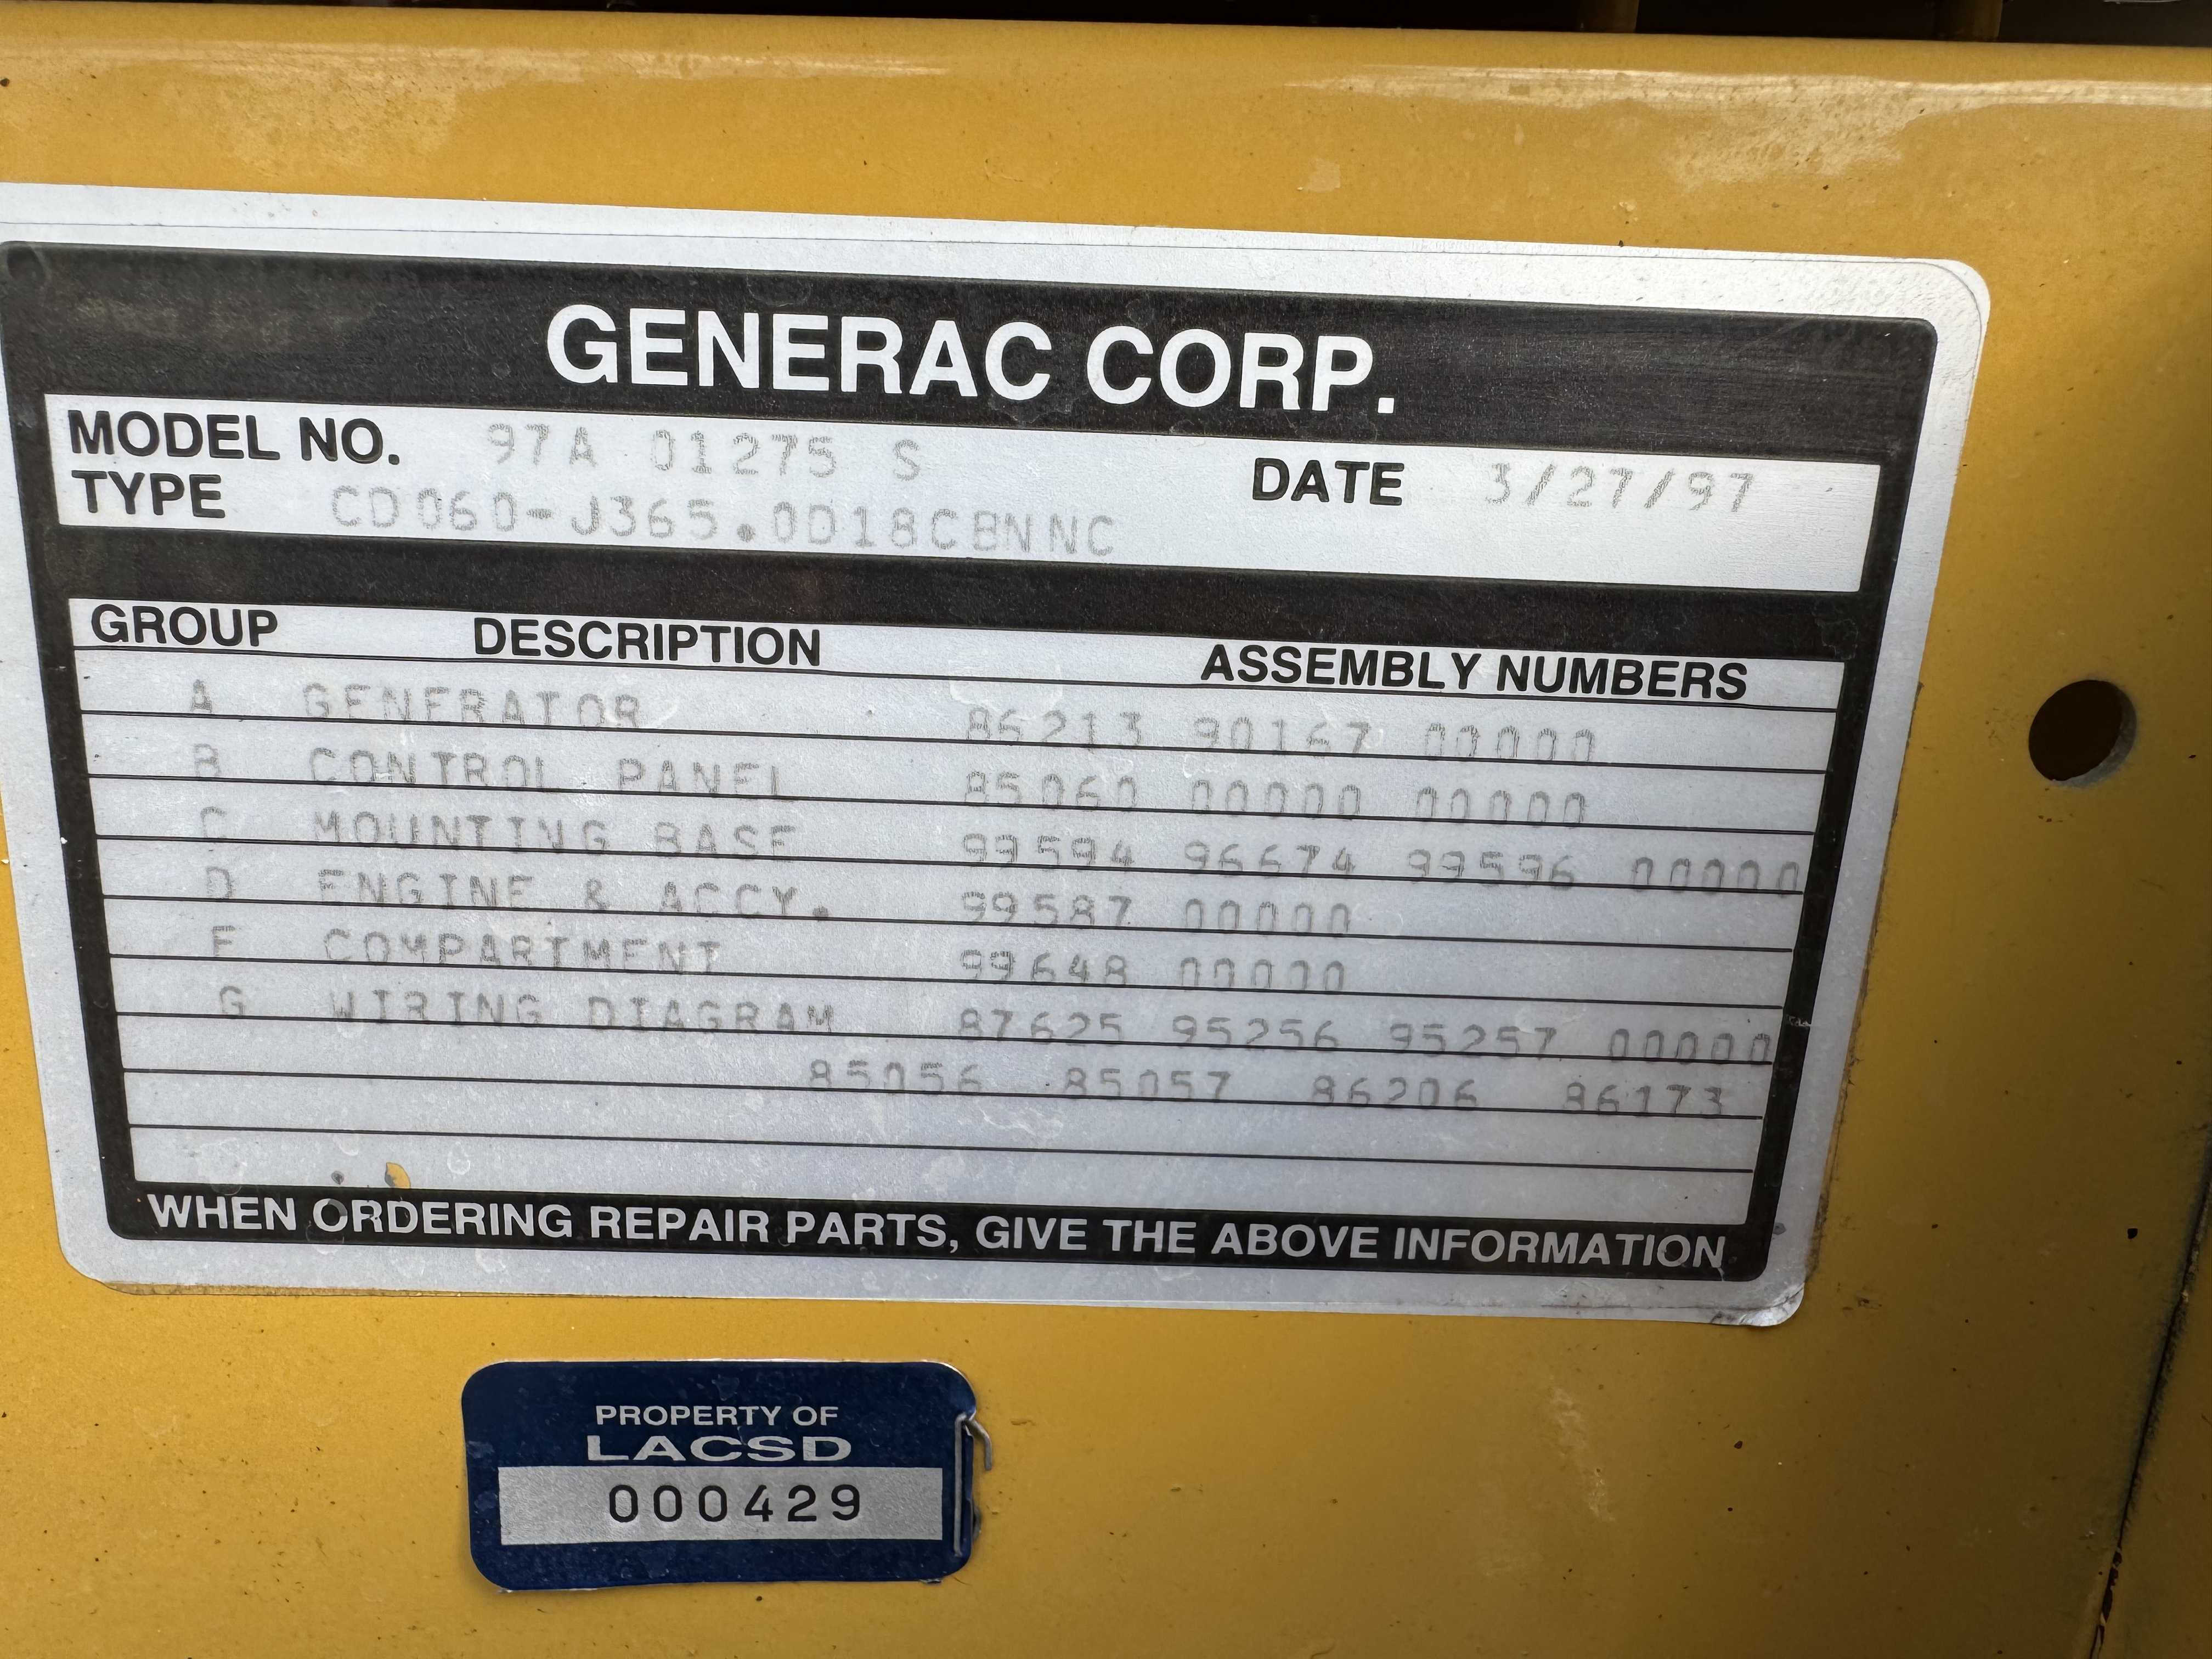 GENERAC CORP.
MODEL NO. 97A 01275 S
DATE 3/27/97
TYPE CD060-J365.0D18CBNNC
GROUP DESCRIPTION ASSEMBLY NUMBERS
A GENERATOR 86213 90167 00000
B CONTROL PANEL 85060 00000 00000
C MOUNTING BASE 99594 96674 99596 00000
D ENGINE & ACCY. 99587 00000
F COMPARTMENT 99648 00000
G WIRING DIAGRAM 87625 95256 95257 00000
85056 85057 86206 86173
WHEN ORDERING REPAIR PARTS, GIVE THE ABOVE INFORMATION
PROPERTY OF
LACSD
000429